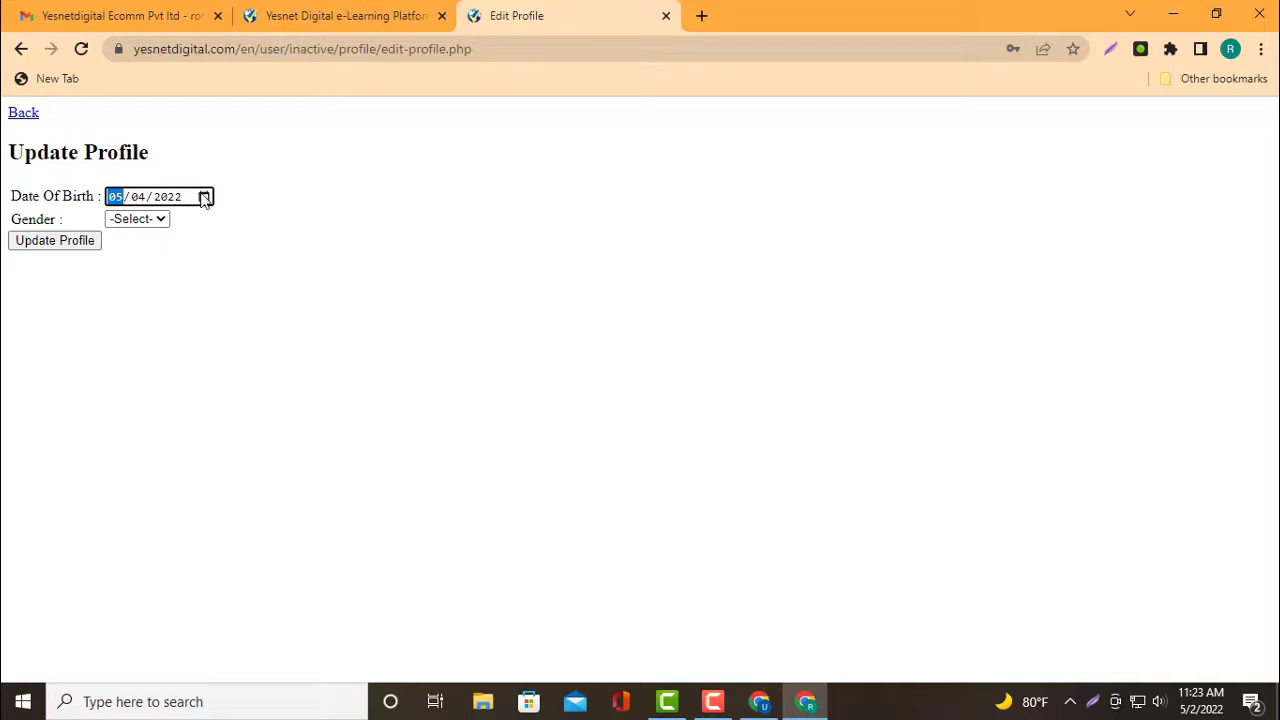 Yesnetdigital Ecomm Pvt ltd - ro
Yesnet Digital e-Learning Platfor
Edit Profile
yesnetdigital.com/en/user/inactive/profile/edit-profile.php
R
New Tab
Other bookmarks
Back
Update Profile
Date Of Birth : 05/04/2022
Gender : -Select-
Update Profile
Type here to search
U
R
80°F
11:23 AM
5/2/2022
2